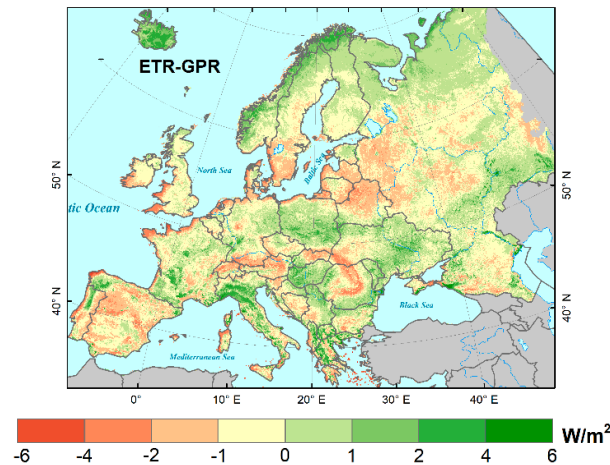 ETR-GPR
North Sea
Baltic Sea
50° N
50° N
tic Ocean
40° N
40° N
Black Sea
Mediterranean Sea
0°
10° E
20° E
30° E
40° E
W/m²
-6 -4 -2 -1 0 1 2 4 6